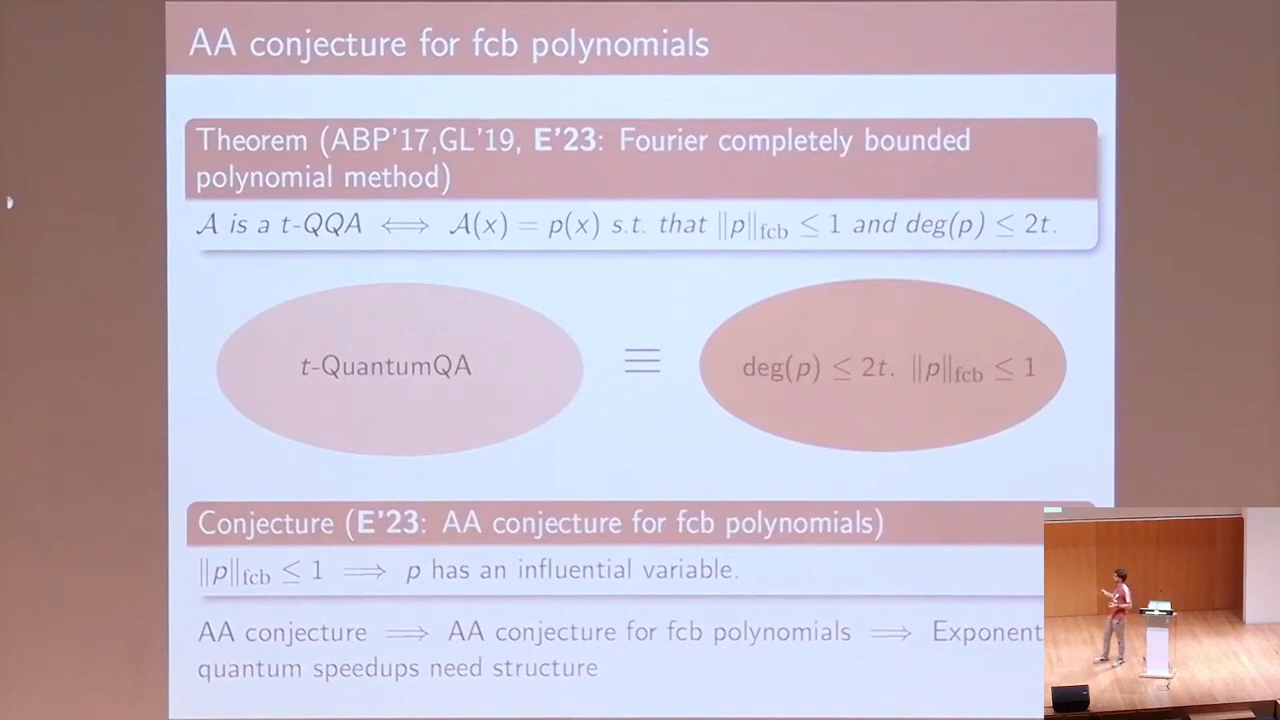 AA conjecture for fcb polynomials
Theorem (ABP'17,GL'19, E'23: Fourier completely bounded
polynomial method)
𝒜 is a t-QQA ⟺ 𝒜(x) = p(x) s.t. that ‖p‖fcb ≤ 1 and deg(p) ≤ 2t.
t-QuantumQA
≡
deg(p) ≤ 2t. ‖p‖fcb ≤ 1
Conjecture (E'23: AA conjecture for fcb polynomials)
‖p‖fcb ≤ 1 ⟹ p has an influential variable.
AA conjecture ⟹ AA conjecture for fcb polynomials ⟹ Exponent
quantum speedups need structure